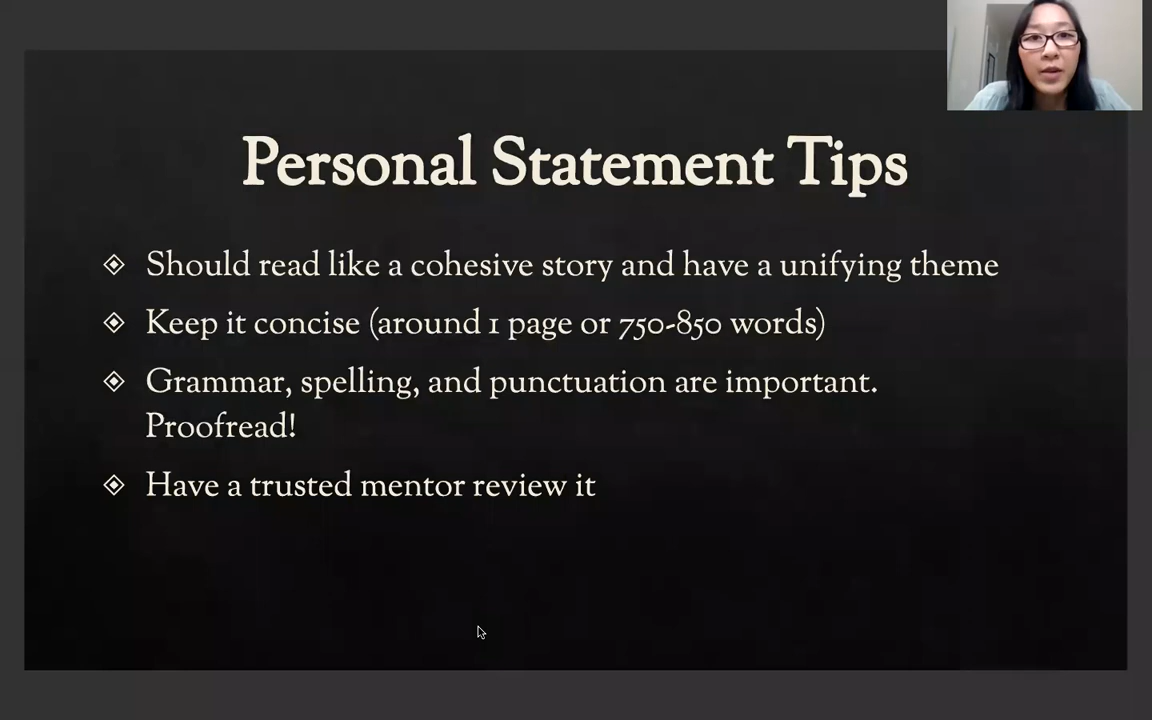 Personal Statement Tips
Should read like a cohesive story and have a unifying theme
Keep it concise (around 1 page or 750-850 words)
Grammar, spelling, and punctuation are important.
Proofread!
Have a trusted mentor review it